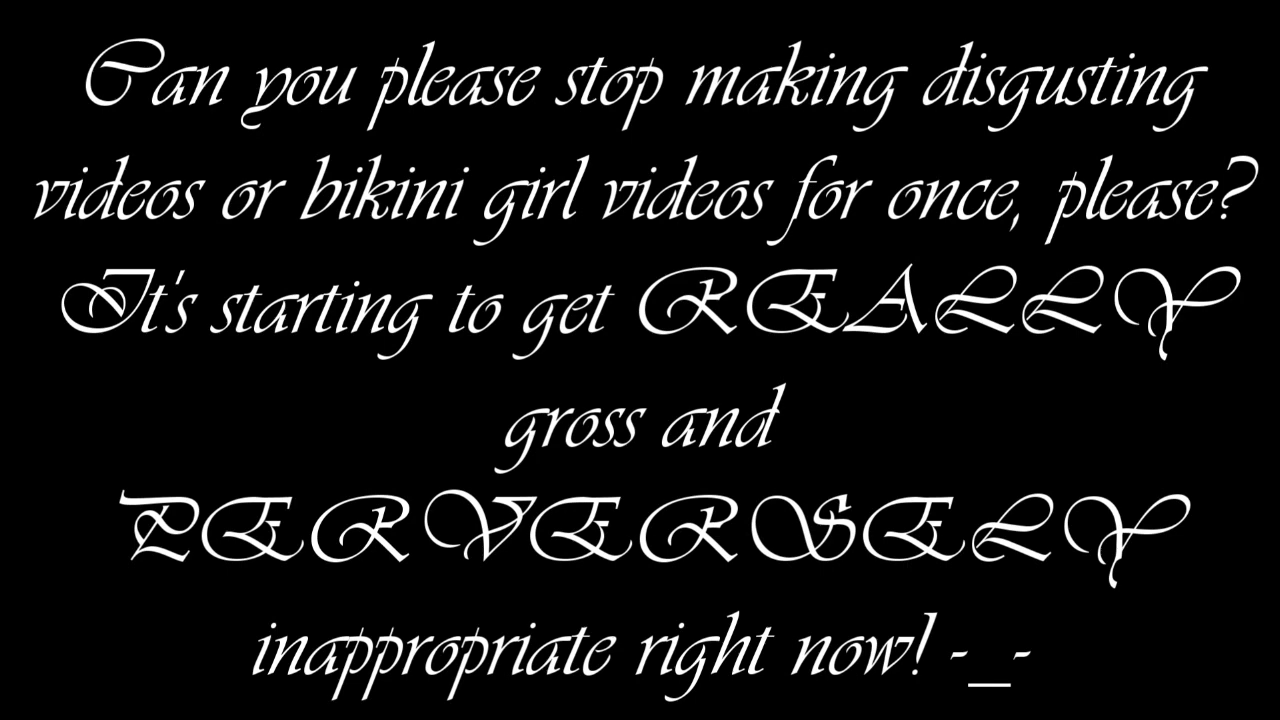 Can you please stop making disgusting
videos or bikini girl videos for once, please?
It's starting to get REALLY
gross and
PERVERSELY
inappropriate right now! -_-